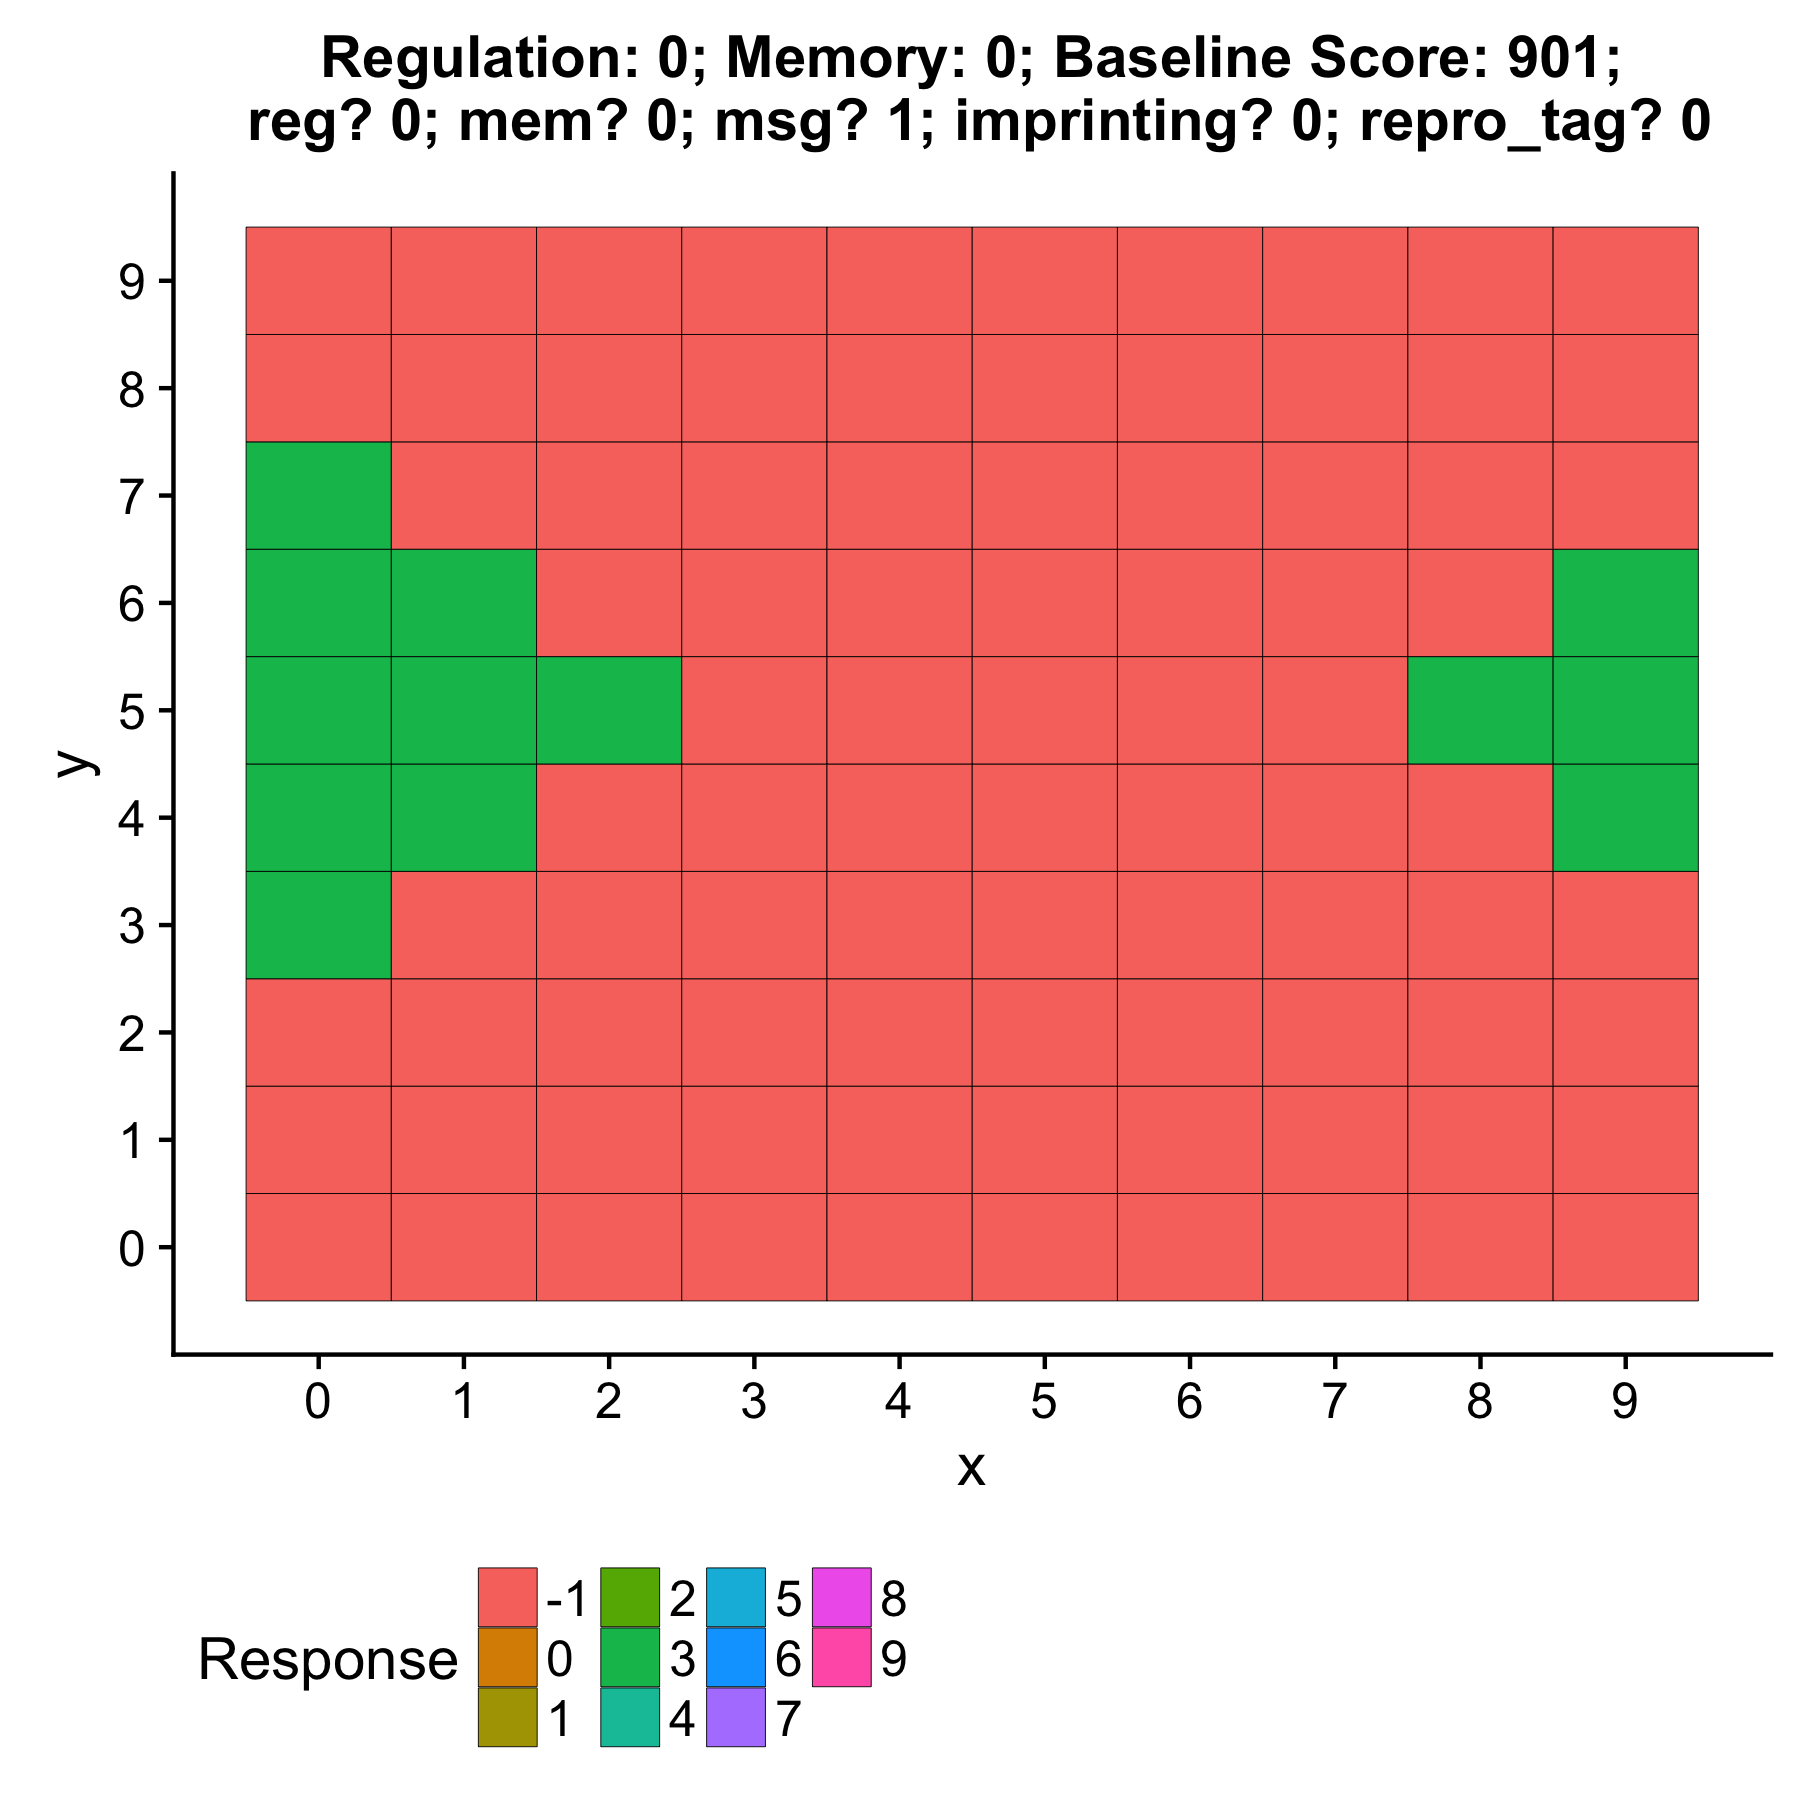 Regulation: 0; Memory: 0; Baseline Score: 901;
reg? 0; mem? 0; msg? 1; imprinting? 0; repro_tag? 0
9
8
7
6
5
4
3
2
1
0
y
0 1 2 3 4 5 6 7 8 9
x
Response
-1 2 5 8
0 3 6 9
1 4 7